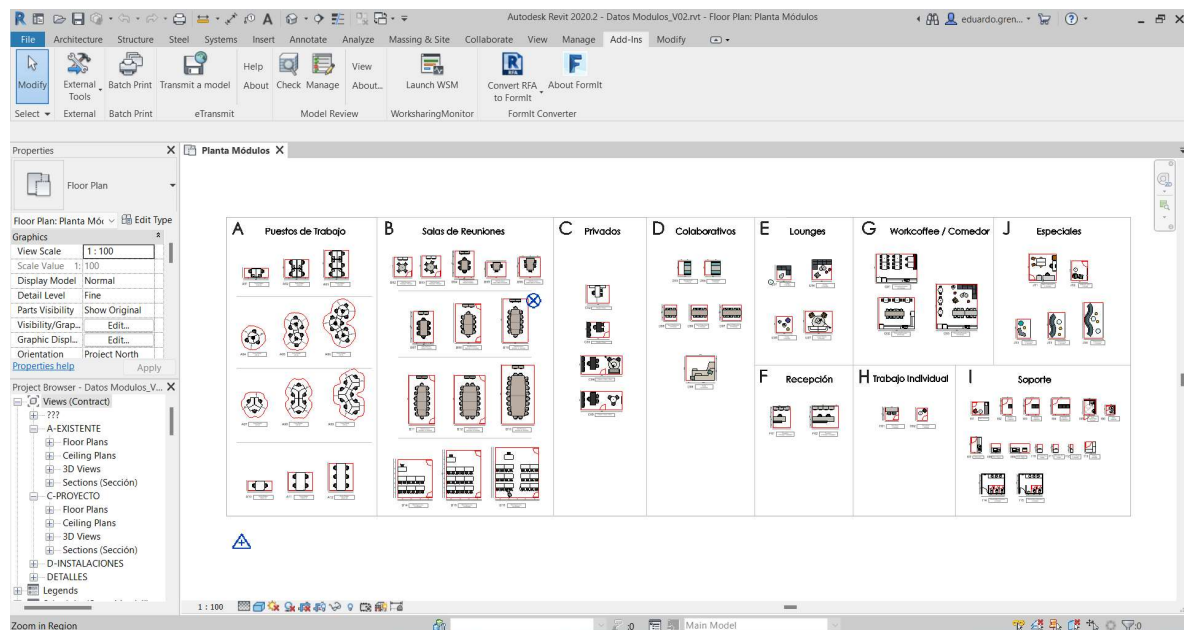 Autodesk Revit 2020.2 - Datos Modulos_V02.rvt - Floor Plan: Planta Módulos
eduardo.gren...
File Architecture Structure Steel Systems Insert Annotate Analyze Massing & Site Collaborate View Manage Add-Ins Modify
Modify
External Tools
Batch Print
Transmit a model
Help
About
Check
Manage
View
About...
Launch WSM
Convert RFA to FormIt
About FormIt
Select
External
Batch Print
eTransmit
Model Review
WorksharingMonitor
FormIt Converter
Properties
Planta Módulos
Floor Plan
Floor Plan: Planta Móc
Edit Type
Graphics
View Scale 1 : 100
Scale Value 1: 100
Display Model Normal
Detail Level Fine
Parts Visibility Show Original
Visibility/Grap... Edit...
Graphic Displ... Edit...
Orientation Project North
Properties help
Apply
Project Browser - Datos Modulos_V...
Views (Contract)
???
A-EXISTENTE
Floor Plans
Ceiling Plans
3D Views
Sections (Sección)
C-PROYECTO
Floor Plans
Ceiling Plans
3D Views
Sections (Sección)
D-INSTALACIONES
DETALLES
Legends
A Puestos de Trabajo
B Salas de Reuniones
C Privados
D Colaborativos
E Lounges
G Workcoffee / Comedor
J Especiales
F Recepción
H Trabajo Individual
I Soporte
1 : 100
Zoom in Region
:0
Main Model
:0